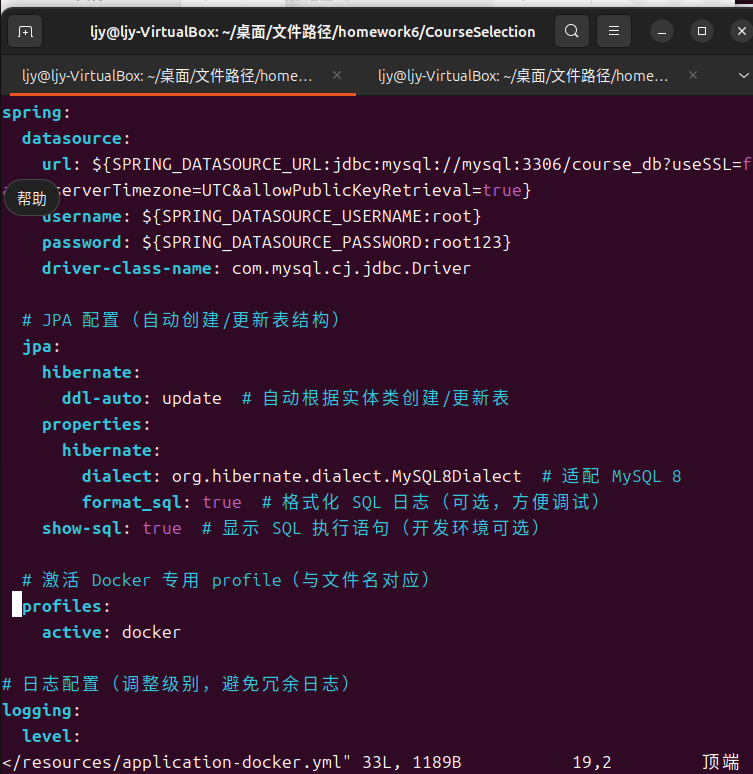 ljy@ljy-VirtualBox: ~/桌面/文件路径/homework6/CourseSelection
ljy@ljy-VirtualBox: ~/桌面/文件路径/home... ×
ljy@ljy-VirtualBox: ~/桌面/文件路径/home... ×
spring:
datasource:
url: ${SPRING_DATASOURCE_URL:jdbc:mysql://mysql:3306/course_db?useSSL=f
serverTimezone=UTC&allowPublicKeyRetrieval=true}
帮助
username: ${SPRING_DATASOURCE_USERNAME:root}
password: ${SPRING_DATASOURCE_PASSWORD:root123}
driver-class-name: com.mysql.cj.jdbc.Driver
# JPA 配置（自动创建/更新表结构）
jpa:
hibernate:
ddl-auto: update # 自动根据实体类创建/更新表
properties:
hibernate:
dialect: org.hibernate.dialect.MySQL8Dialect # 适配 MySQL 8
format_sql: true # 格式化 SQL 日志（可选，方便调试）
show-sql: true # 显示 SQL 执行语句（开发环境可选）
# 激活 Docker 专用 profile（与文件名对应）
profiles:
active: docker
# 日志配置（调整级别，避免冗余日志）
logging:
level:
</resources/application-docker.yml" 33L, 1189B 19,2 顶端